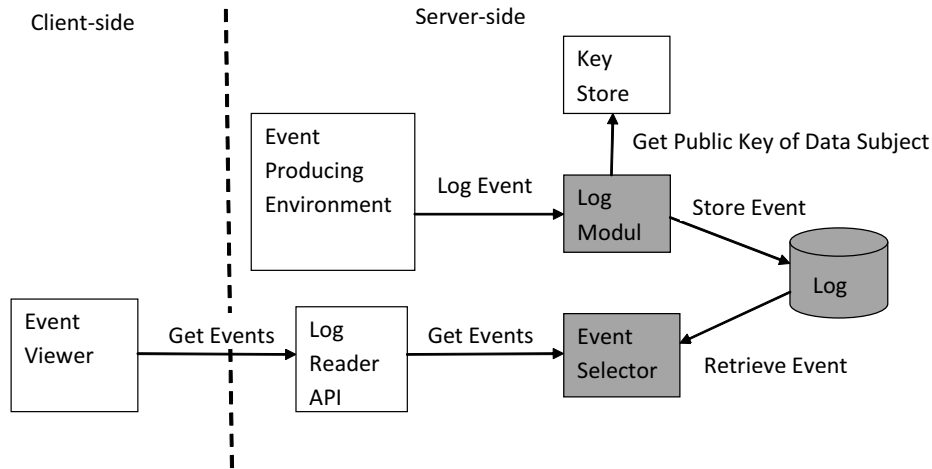 Client-side
Server-side
Key
Store
Event
Producing
Environment
Get Public Key of Data Subject
Log Event
Log
Modul
Store Event
Log
Event
Viewer
Get Events
Log
Reader
API
Get Events
Event
Selector
Retrieve Event